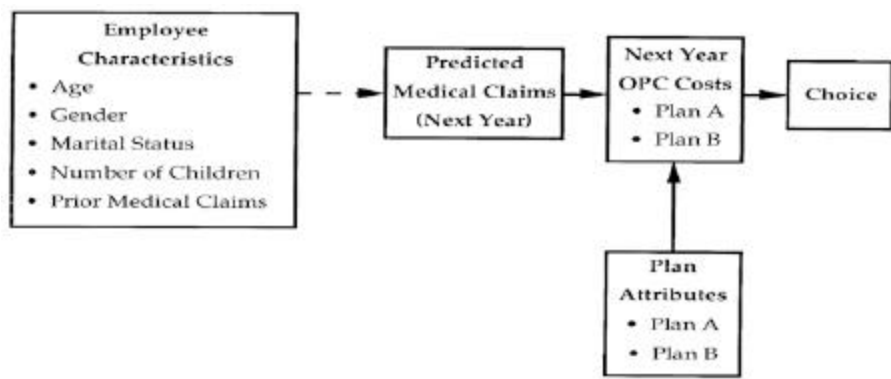 Employee
Characteristics
• Age
• Gender
• Marital Status
• Number of Children
• Prior Medical Claims
Predicted
Medical Claims
(Next Year)
Next Year
OPC Costs
• Plan A
• Plan B
Choice
Plan
Attributes
• Plan A
• Plan B